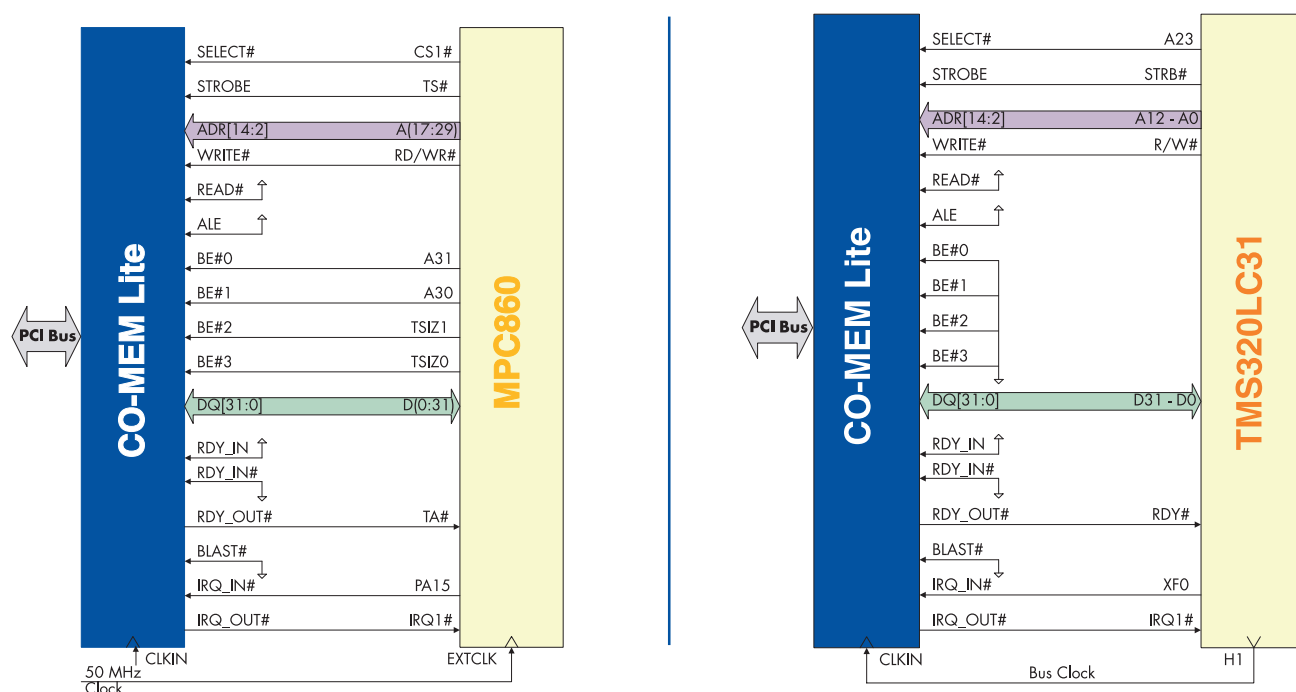 SELECT# CS1#
STROBE TS#
ADR[14:2] A(17:29)
WRITE# RD/WR#
READ#
ALE
BE#0 A31
BE#1 A30
BE#2 TSIZ1
BE#3 TSIZ0
DQ[31:0] D(0:31)
RDY_IN
RDY_IN#
RDY_OUT# TA#
BLAST#
IRQ_IN# PA15
IRQ_OUT# IRQ1#
PCI Bus
CO-MEM Lite
MPC860
CLKIN
EXTCLK
50 MHz
Clock
SELECT# A23
STROBE STRB#
ADR[14:2] A12 - A0
WRITE# R/W#
READ#
ALE
BE#0
BE#1
BE#2
BE#3
DQ[31:0] D31 - D0
RDY_IN
RDY_IN#
RDY_OUT# RDY#
BLAST#
IRQ_IN# XF0
IRQ_OUT# IRQ1#
PCI Bus
CO-MEM Lite
TMS320LC31
CLKIN
Bus Clock
H1